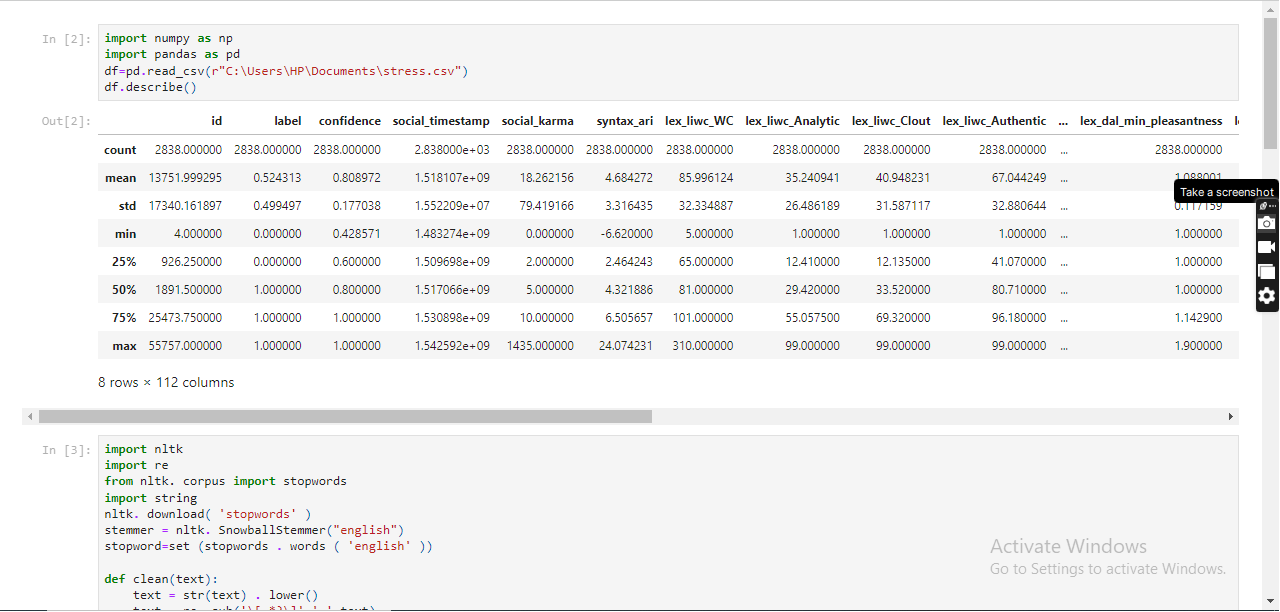 In [2]: import numpy as np
import pandas as pd
df=pd.read_csv(r"C:\Users\HP\Documents\stress.csv")
df.describe()
Out[2]: id label confidence social_timestamp social_karma syntax_ari lex_liwc_WC lex_liwc_Analytic lex_liwc_Clout lex_liwc_Authentic ... lex_dal_min_pleasantness
count 2838.000000 2838.000000 2838.000000 2.838000e+03 2838.000000 2838.000000 2838.000000 2838.000000 2838.000000 2838.000000 ... 2838.000000
mean 13751.999295 0.524313 0.808972 1.518107e+09 18.262156 4.684272 85.996124 35.240941 40.948231 67.044249 ... 1.088001
Take a screenshot
std 17340.161897 0.499497 0.177038 1.552209e+07 79.419166 3.316435 32.334887 26.486189 31.587117 32.880644 ... 0.117159
min 4.000000 0.000000 0.428571 1.483274e+09 0.000000 -6.620000 5.000000 1.000000 1.000000 1.000000 ... 1.000000
25% 926.250000 0.000000 0.600000 1.509698e+09 2.000000 2.464243 65.000000 12.410000 12.135000 41.070000 ... 1.000000
50% 1891.500000 1.000000 0.800000 1.517066e+09 5.000000 4.321886 81.000000 29.420000 33.520000 80.710000 ... 1.000000
75% 25473.750000 1.000000 1.000000 1.530898e+09 10.000000 6.505657 101.000000 55.057500 69.320000 96.180000 ... 1.142900
max 55757.000000 1.000000 1.000000 1.542592e+09 1435.000000 24.074231 310.000000 99.000000 99.000000 99.000000 ... 1.900000
8 rows × 112 columns
In [3]: import nltk
import re
from nltk. corpus import stopwords
import string
nltk. download( 'stopwords' )
stemmer = nltk. SnowballStemmer("english")
stopword=set (stopwords . words ( 'english' ))
def clean(text):
text = str(text) . lower()
Activate Windows
Go to Settings to activate Windows.